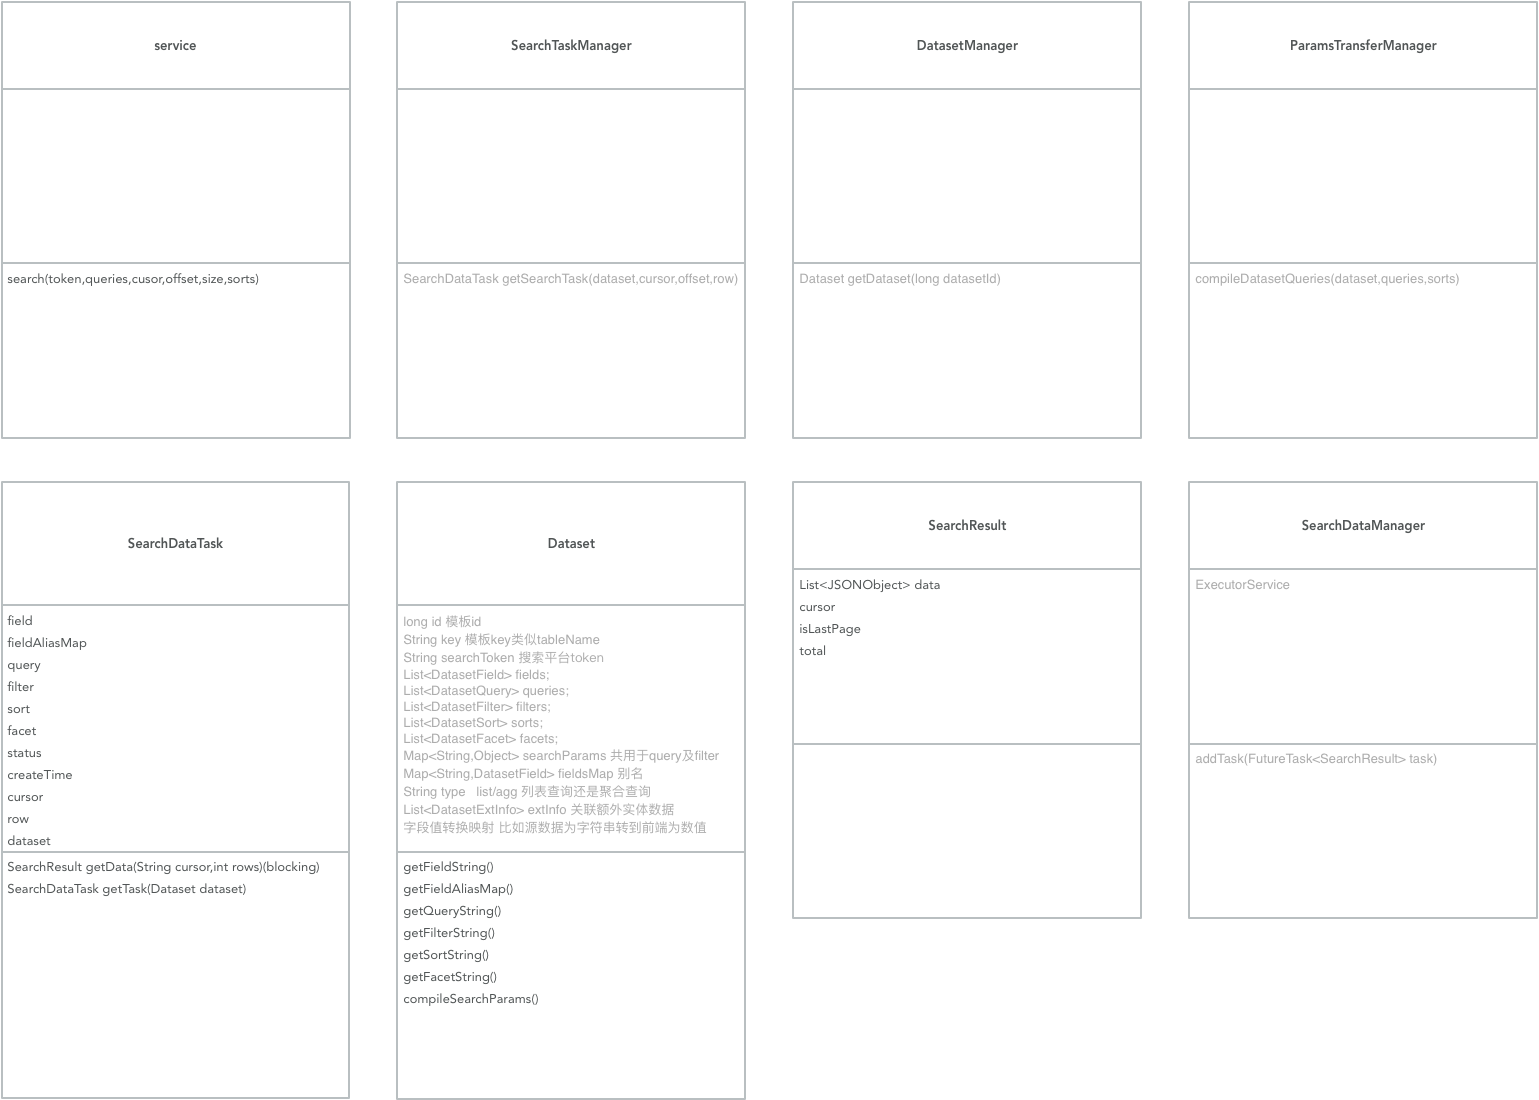 service
search(token,queries,cusor,offset,size,sorts)
SearchTaskManager
SearchDataTask getSearchTask(dataset,cursor,offset,row)
DatasetManager
Dataset getDataset(long datasetId)
ParamsTransferManager
compileDatasetQueries(dataset,queries,sorts)
SearchDataTask
field
fieldAliasMap
query
filter
sort
facet
status
createTime
cursor
row
dataset
SearchResult getData(String cursor,int rows)(blocking)
SearchDataTask getTask(Dataset dataset)
Dataset
long id 模板id
String key 模板key类似tableName
String searchToken 搜索平台token
List<DatasetField> fields;
List<DatasetQuery> queries;
List<DatasetFilter> filters;
List<DatasetSort> sorts;
List<DatasetFacet> facets;
Map<String,Object> searchParams 共用于query及filter
Map<String,DatasetField> fieldsMap 别名
String type   list/agg 列表查询还是聚合查询
List<DatasetExtInfo> extInfo 关联额外实体数据
字段值转换映射 比如源数据为字符串转到前端为数值
getFieldString()
getFieldAliasMap()
getQueryString()
getFilterString()
getSortString()
getFacetString()
compileSearchParams()
SearchResult
List<JSONObject> data
cursor
isLastPage
total
SearchDataManager
ExecutorService
addTask(FutureTask<SearchResult> task)